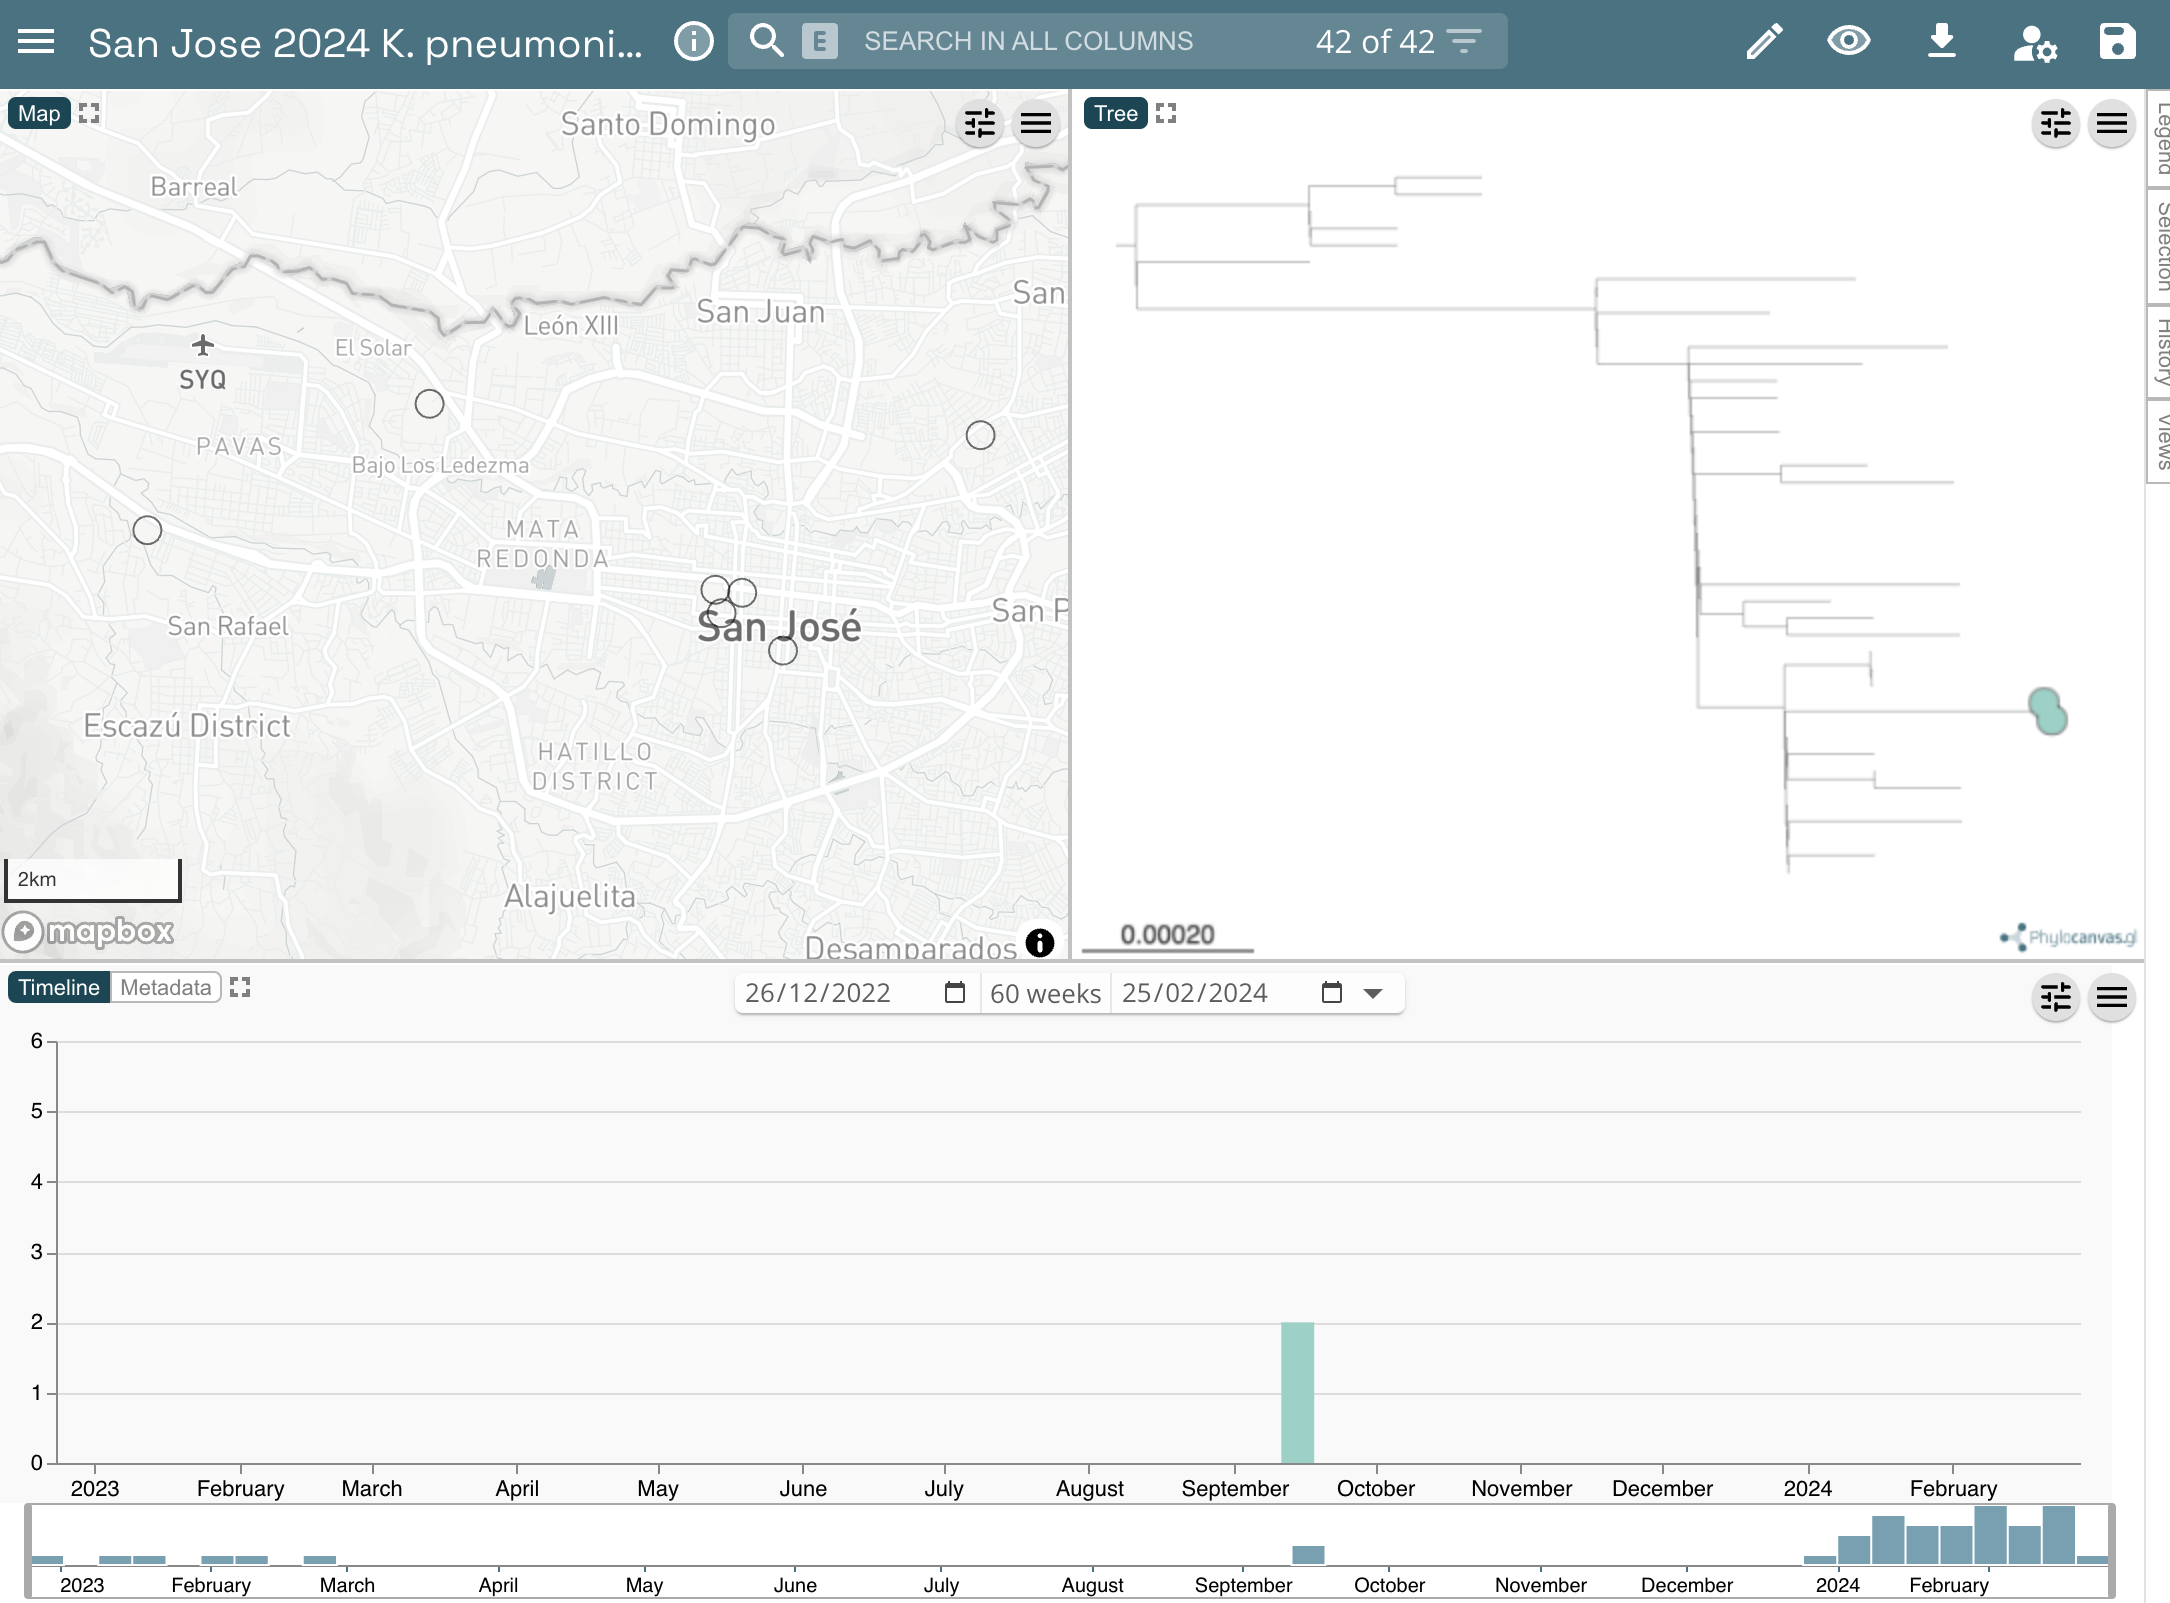 San Jose 2024 K. pneumoni...
E
SEARCH IN ALL COLUMNS
42 of 42
Map
Santo Domingo
Barreal
San
San Juan
León XIII
El Solar
SYQ
PAVAS
Bajo Los Ledezma
MATA
REDONDA
San José
San P
San Rafael
Escazú District
HATILLO
DISTRICT
Alajuelita
Desamparados
2km
mapbox
Tree
0.00020
Phylocanvas.gl
Legend
Selection
History
Views
Timeline
Metadata
26/12/2022
60 weeks
25/02/2024
6
5
4
3
2
1
0
2023 February March April May June July August September October November December 2024 February
2023 February March April May June July August September October November December 2024 February